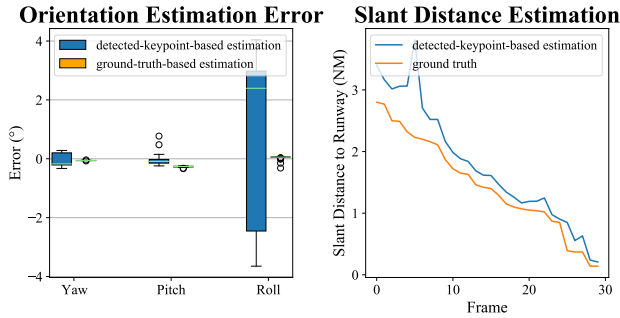 Orientation Estimation Error
detected-keypoint-based estimation
ground-truth-based estimation
Error (°)
4
2
0
−2
−4
Yaw
Pitch
Roll
Slant Distance Estimation
detected-keypoint-based estimation
ground truth
Slant Distance to Runway (NM)
3
2
1
0
0
10
20
30
Frame